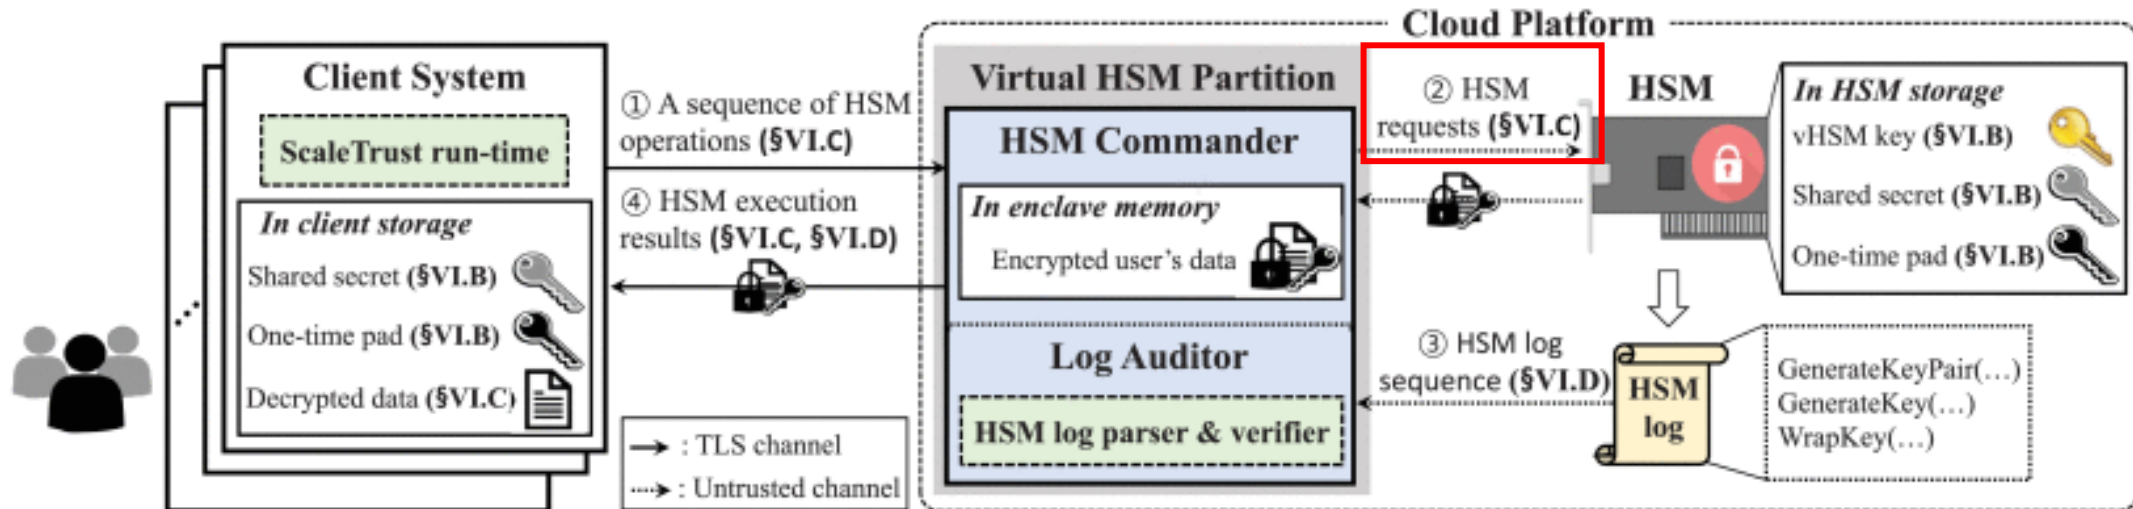 Cloud Platform
Client System
ScaleTrust run-time
In client storage
Shared secret (§VI.B)
One-time pad (§VI.B)
Decrypted data (§VI.C)
① A sequence of HSM
operations (§VI.C)
④ HSM execution
results (§VI.C, §VI.D)
: TLS channel
: Untrusted channel
Virtual HSM Partition
HSM Commander
In enclave memory
Encrypted user's data
Log Auditor
HSM log parser & verifier
② HSM
requests (§VI.C)
③ HSM log
sequence (§VI.D)
HSM
In HSM storage
vHSM key (§VI.B)
Shared secret (§VI.B)
One-time pad (§VI.B)
HSM
log
GenerateKeyPair(…)
GenerateKey(…)
WrapKey(…)